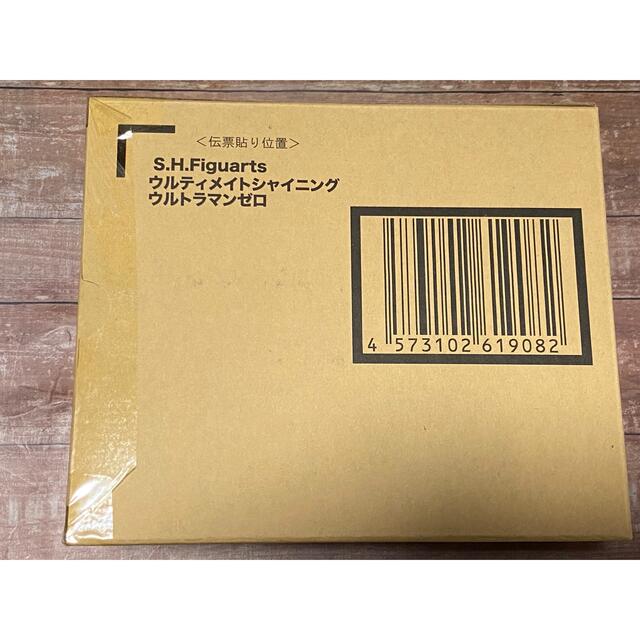 ＜伝票貼り位置＞
S.H.Figuarts
ウルティメイトシャイニング
ウルトラマンゼロ
4 573102 619082